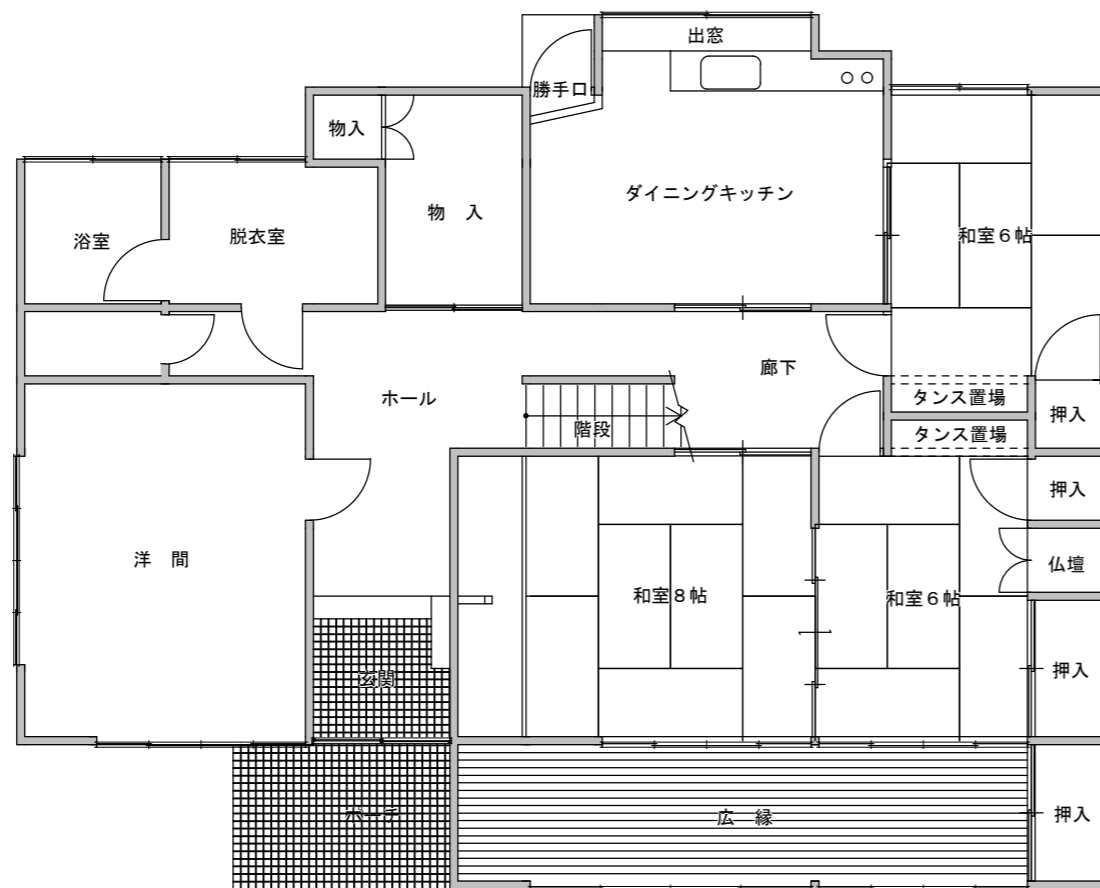 出窓
勝手口
物入
ダイニングキッチン
物　入
浴室
脱衣室
和室６帖
廊下
ホール
タンス置場
押入
階段
タンス置場
押入
洋　間
仏壇
和室８帖
和室６帖
玄関
押入
ポーチ
広　縁
押入